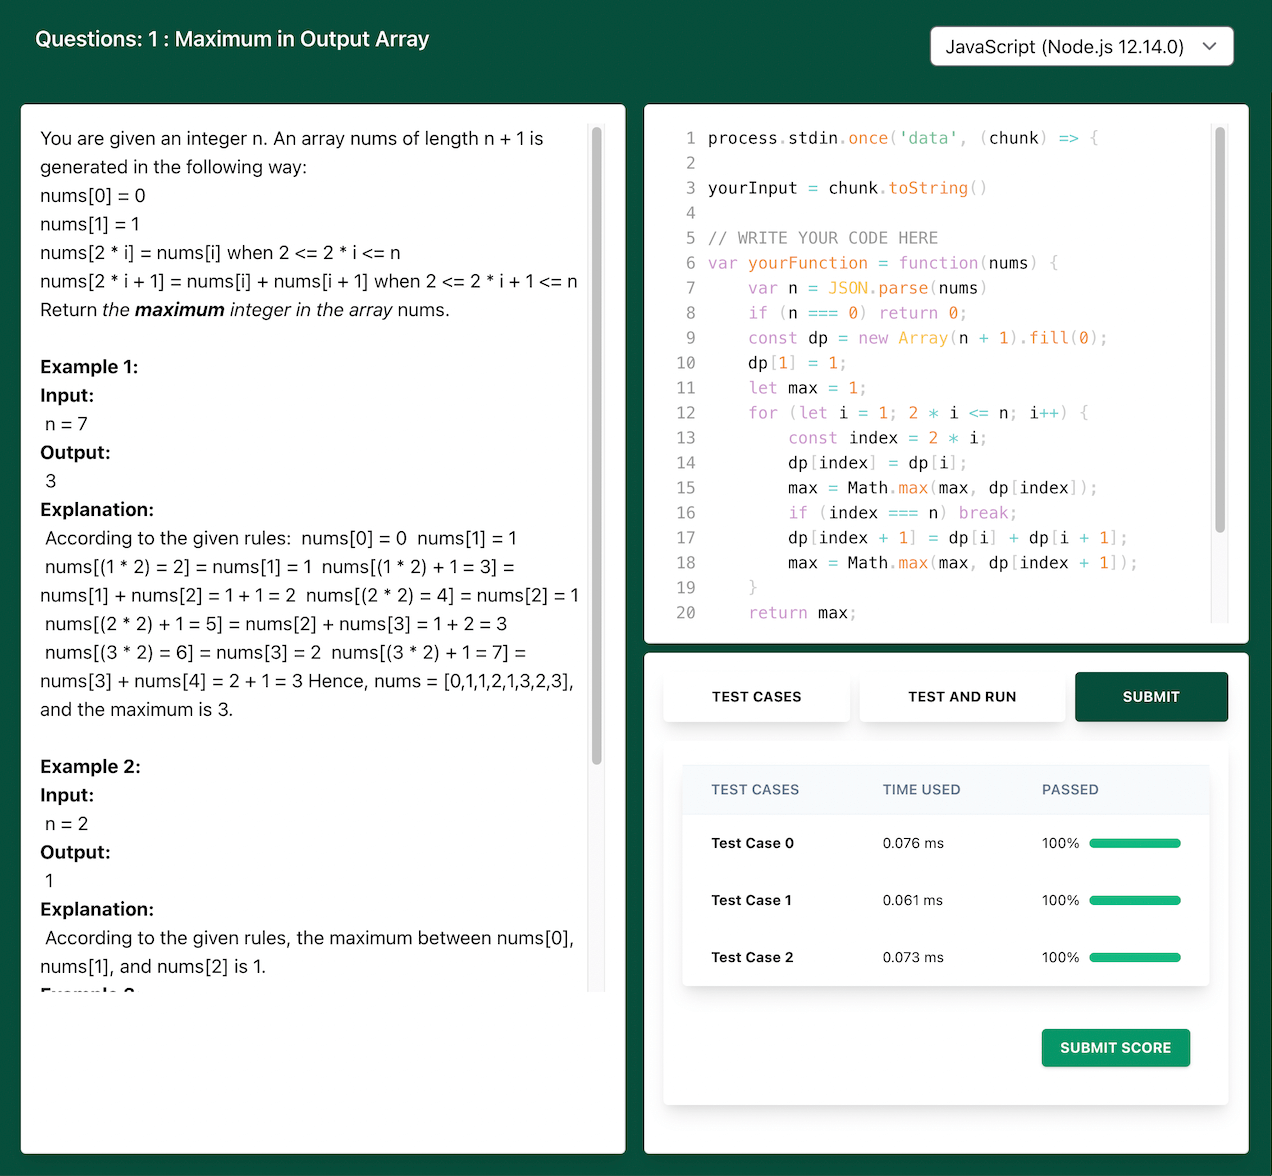 Questions: 1 : Maximum in Output Array
JavaScript (Node.js 12.14.0)
You are given an integer n. An array nums of length n + 1 is
generated in the following way:
nums[0] = 0
nums[1] = 1
nums[2 * i] = nums[i] when 2 <= 2 * i <= n
nums[2 * i + 1] = nums[i] + nums[i + 1] when 2 <= 2 * i + 1 <= n
Return the maximum integer in the array nums.
Example 1:
Input:
n = 7
Output:
3
Explanation:
According to the given rules: nums[0] = 0 nums[1] = 1
nums[(1 * 2) = 2] = nums[1] = 1 nums[(1 * 2) + 1 = 3] =
nums[1] + nums[2] = 1 + 1 = 2 nums[(2 * 2) = 4] = nums[2] = 1
nums[(2 * 2) + 1 = 5] = nums[2] + nums[3] = 1 + 2 = 3
nums[(3 * 2) = 6] = nums[3] = 2 nums[(3 * 2) + 1 = 7] =
nums[3] + nums[4] = 2 + 1 = 3 Hence, nums = [0,1,1,2,1,3,2,3],
and the maximum is 3.
Example 2:
Input:
n = 2
Output:
1
Explanation:
According to the given rules, the maximum between nums[0],
nums[1], and nums[2] is 1.
1 process.stdin.once('data', (chunk) => {
2
3 yourInput = chunk.toString()
4
5 // WRITE YOUR CODE HERE
6 var yourFunction = function(nums) {
7 var n = JSON.parse(nums)
8 if (n === 0) return 0;
9 const dp = new Array(n + 1).fill(0);
10 dp[1] = 1;
11 let max = 1;
12 for (let i = 1; 2 * i <= n; i++) {
13 const index = 2 * i;
14 dp[index] = dp[i];
15 max = Math.max(max, dp[index]);
16 if (index === n) break;
17 dp[index + 1] = dp[i] + dp[i + 1];
18 max = Math.max(max, dp[index + 1]);
19 }
20 return max;
TEST CASES
TEST AND RUN
SUBMIT
TEST CASES TIME USED PASSED
Test Case 0 0.076 ms 100%
Test Case 1 0.061 ms 100%
Test Case 2 0.073 ms 100%
SUBMIT SCORE